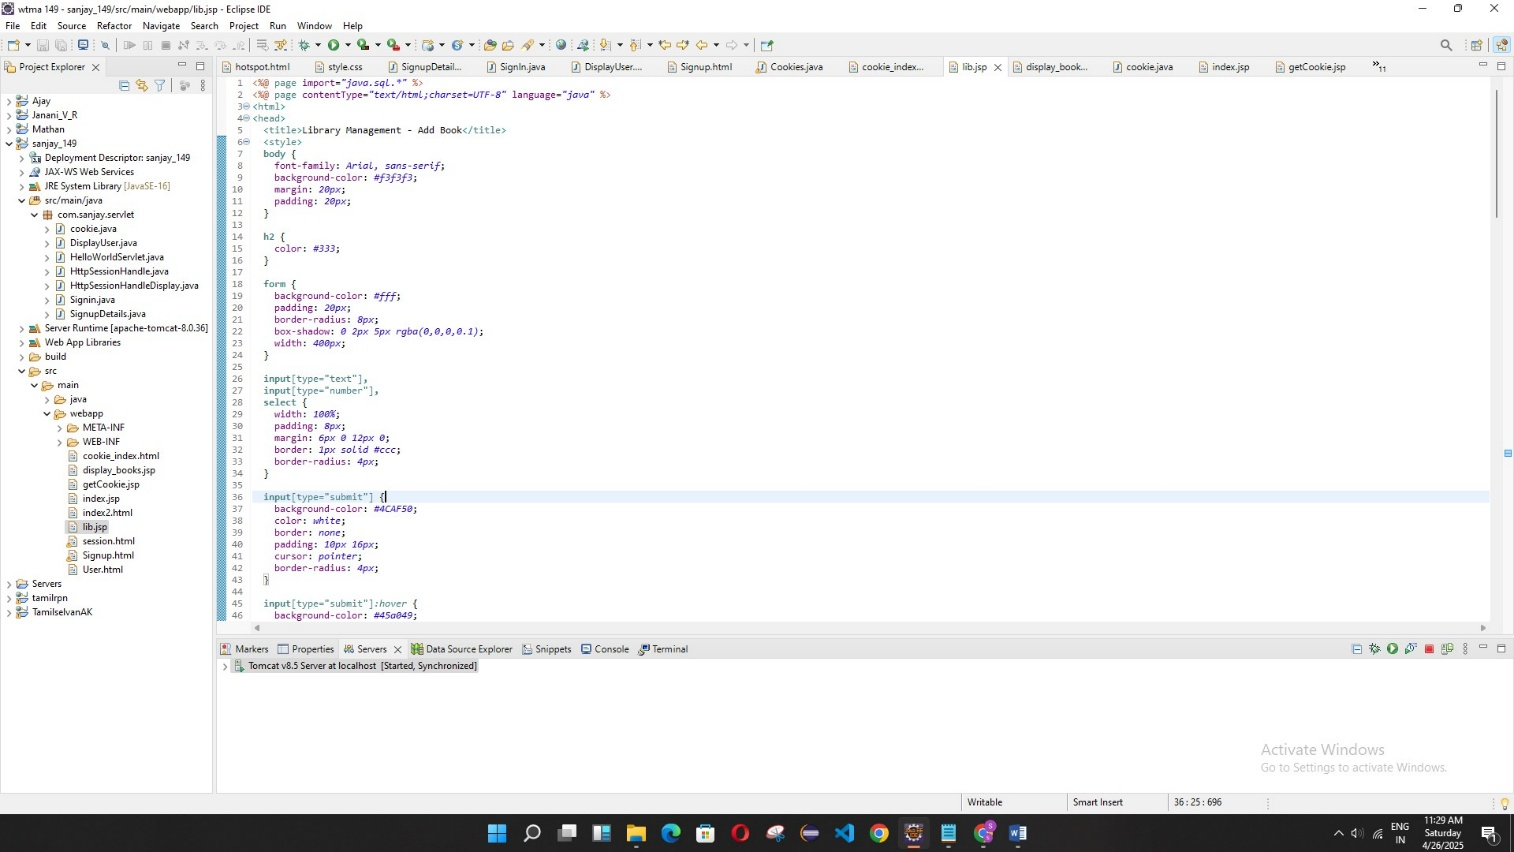 wtma 149 - sanjay_149/src/main/webapp/lib.jsp - Eclipse IDE
File Edit Source Refactor Navigate Search Project Run Window Help
Project Explorer
hotspot.html style.css SignupDetail... SignIn.java DisplayUser.... Signup.html Cookies.java cookie_index... lib.jsp display_book... cookie.java index.jsp getCookie.jsp »11
Ajay
Janani_V_R
Mathan
sanjay_149
Deployment Descriptor: sanjay_149
JAX-WS Web Services
JRE System Library [JavaSE-16]
src/main/java
com.sanjay.servlet
cookie.java
DisplayUser.java
HelloWorldServlet.java
HttpSessionHandle.java
HttpSessionHandleDisplay.java
Signin.java
SignupDetails.java
Server Runtime [apache-tomcat-8.0.36]
Web App Libraries
build
src
main
java
webapp
META-INF
WEB-INF
cookie_index.html
display_books.jsp
getCookie.jsp
index.jsp
index2.html
lib.jsp
session.html
Signup.html
User.html
Servers
tamilrpn
TamilselvanAK
1 <%@ page import="java.sql.*" %>
2 <%@ page contentType="text/html;charset=UTF-8" language="java" %>
3 <html>
4 <head>
5 <title>Library Management - Add Book</title>
6 <style>
7 body {
8 font-family: Arial, sans-serif;
9 background-color: #f3f3f3;
10 margin: 20px;
11 padding: 20px;
12 }
13
14 h2 {
15 color: #333;
16 }
17
18 form {
19 background-color: #fff;
20 padding: 20px;
21 border-radius: 8px;
22 box-shadow: 0 2px 5px rgba(0,0,0,0.1);
23 width: 400px;
24 }
25
26 input[type="text"],
27 input[type="number"],
28 select {
29 width: 100%;
30 padding: 8px;
31 margin: 6px 0 12px 0;
32 border: 1px solid #ccc;
33 border-radius: 4px;
34 }
35
36 input[type="submit"] {
37 background-color: #4CAF50;
38 color: white;
39 border: none;
40 padding: 10px 16px;
41 cursor: pointer;
42 border-radius: 4px;
43 }
44
45 input[type="submit"]:hover {
46 background-color: #45a049;
Markers Properties Servers Data Source Explorer Snippets Console Terminal
Tomcat v8.5 Server at localhost [Started, Synchronized]
Activate Windows
Go to Settings to activate Windows.
Writable Smart Insert 36 : 25 : 696
ENG
IN
11:29 AM
Saturday
4/26/2025
1